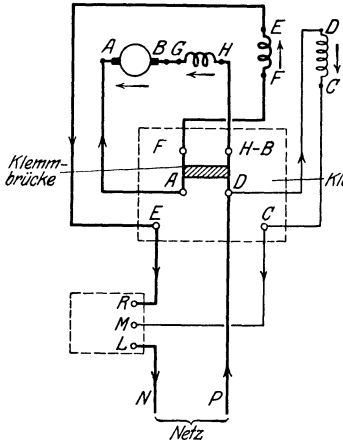 E
D
A B G H
F
C
F H-B
Klemm-
brücke
A D
Kl
E C
R
M
L
N P
Netz